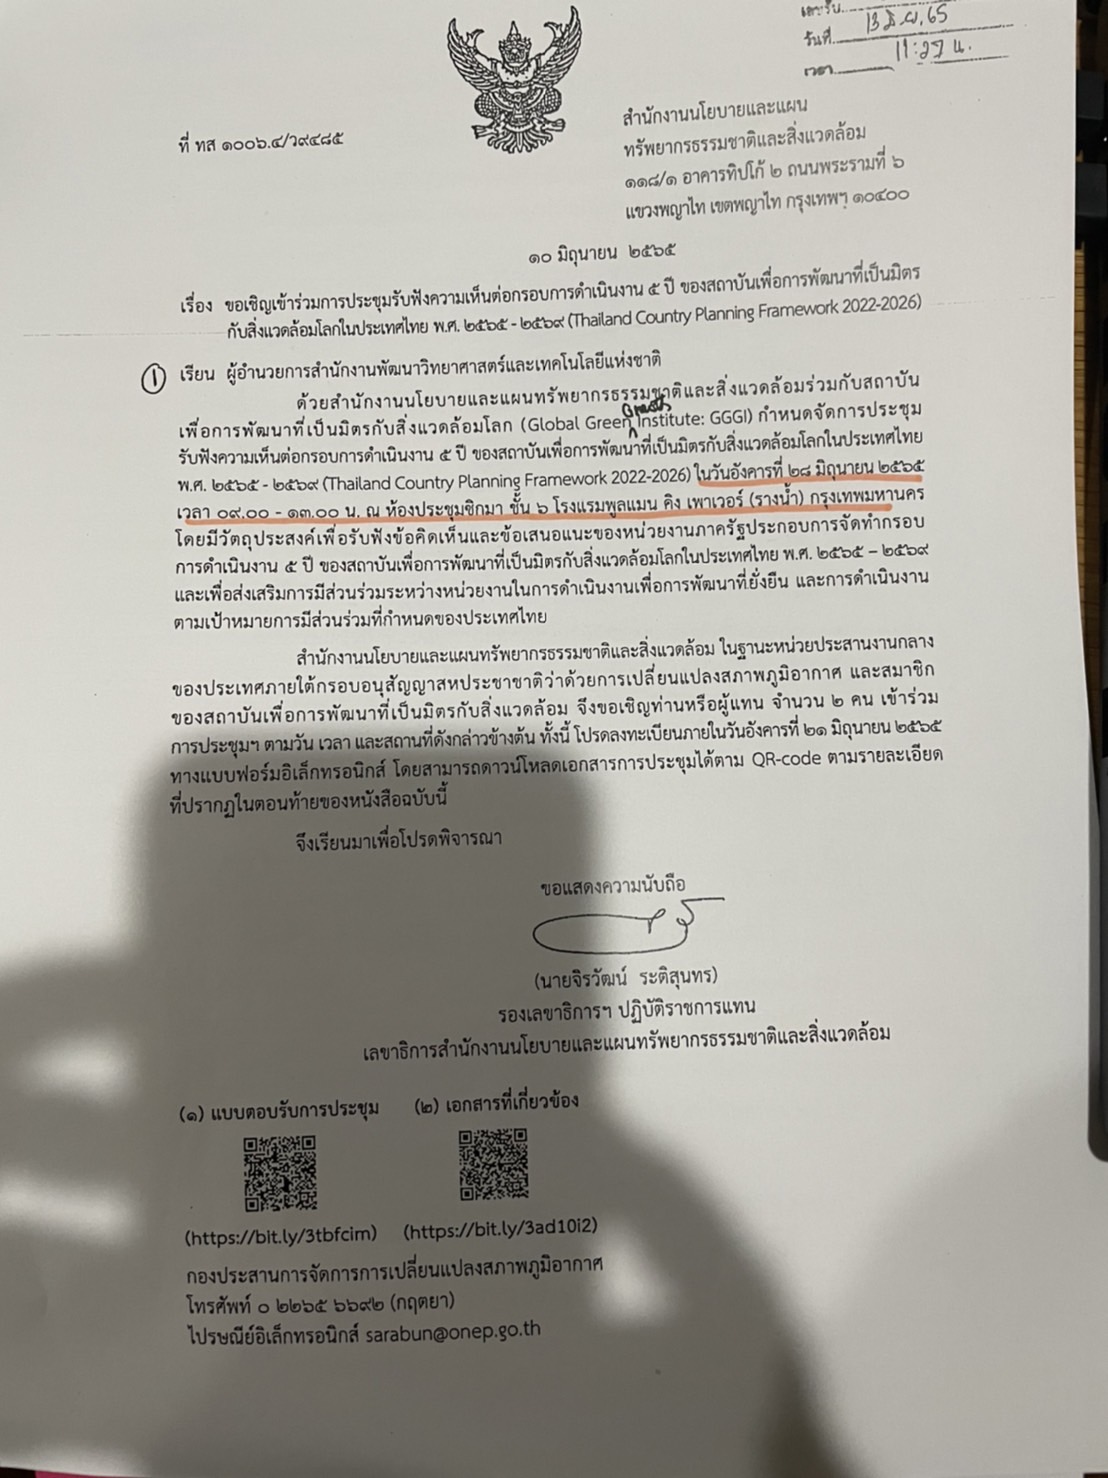 เลขรับ
วันที่ 13 มิ.ย. 65
เวลา 11:27 น.
ที่ ทส ๑๐๐๖.๔/ว๙๔๘๕
สำนักงานนโยบายและแผน
ทรัพยากรธรรมชาติและสิ่งแวดล้อม
๑๑๘/๑ อาคารทิปโก้ ๒ ถนนพระรามที่ ๖
แขวงพญาไท เขตพญาไท กรุงเทพฯ ๑๐๔๐๐
๑๐ มิถุนายน ๒๕๖๕
เรื่อง ขอเชิญเข้าร่วมการประชุมรับฟังความเห็นต่อกรอบการดำเนินงาน ๕ ปี ของสถาบันเพื่อการพัฒนาที่เป็นมิตร
กับสิ่งแวดล้อมโลกในประเทศไทย พ.ศ. ๒๕๖๕ - ๒๕๖๙ (Thailand Country Planning Framework 2022-2026)
① เรียน ผู้อำนวยการสำนักงานพัฒนาวิทยาศาสตร์และเทคโนโลยีแห่งชาติ
ด้วยสำนักงานนโยบายและแผนทรัพยากรธรรมชาติและสิ่งแวดล้อมร่วมกับสถาบัน
เพื่อการพัฒนาที่เป็นมิตรกับสิ่งแวดล้อมโลก (Global Green Growth Institute: GGGI) กำหนดจัดการประชุม
รับฟังความเห็นต่อกรอบการดำเนินงาน ๕ ปี ของสถาบันเพื่อการพัฒนาที่เป็นมิตรกับสิ่งแวดล้อมโลกในประเทศไทย
พ.ศ. ๒๕๖๕ - ๒๕๖๙ (Thailand Country Planning Framework 2022-2026) ในวันอังคารที่ ๒๘ มิถุนายน ๒๕๖๕
เวลา ๐๙.๐๐ - ๑๓.๐๐ น. ณ ห้องประชุมชิกมา ชั้น ๖ โรงแรมพูลแมน คิง เพาเวอร์ (รางน้ำ) กรุงเทพมหานคร
โดยมีวัตถุประสงค์เพื่อรับฟังข้อคิดเห็นและข้อเสนอแนะของหน่วยงานภาครัฐประกอบการจัดทำกรอบ
การดำเนินงาน ๕ ปี ของสถาบันเพื่อการพัฒนาที่เป็นมิตรกับสิ่งแวดล้อมโลกในประเทศไทย พ.ศ. ๒๕๖๕ – ๒๕๖๙
และเพื่อส่งเสริมการมีส่วนร่วมระหว่างหน่วยงานในการดำเนินงานเพื่อการพัฒนาที่ยั่งยืน และการดำเนินงาน
ตามเป้าหมายการมีส่วนร่วมที่กำหนดของประเทศไทย
สำนักงานนโยบายและแผนทรัพยากรธรรมชาติและสิ่งแวดล้อม ในฐานะหน่วยประสานงานกลาง
ของประเทศภายใต้กรอบอนุสัญญาสหประชาชาติว่าด้วยการเปลี่ยนแปลงสภาพภูมิอากาศ และสมาชิก
ของสถาบันเพื่อการพัฒนาที่เป็นมิตรกับสิ่งแวดล้อม จึงขอเชิญท่านหรือผู้แทน จำนวน ๒ คน เข้าร่วม
การประชุมฯ ตามวัน เวลา และสถานที่ดังกล่าวข้างต้น ทั้งนี้ โปรดลงทะเบียนภายในวันอังคารที่ ๒๑ มิถุนายน ๒๕๖๕
ทางแบบฟอร์มอิเล็กทรอนิกส์ โดยสามารถดาวน์โหลดเอกสารการประชุมได้ตาม QR-code ตามรายละเอียด
ที่ปรากฏในตอนท้ายของหนังสือฉบับนี้
จึงเรียนมาเพื่อโปรดพิจารณา
ขอแสดงความนับถือ
(นายจิรวัฒน์ ระติสุนทร)
รองเลขาธิการฯ ปฏิบัติราชการแทน
เลขาธิการสำนักงานนโยบายและแผนทรัพยากรธรรมชาติและสิ่งแวดล้อม
(๑) แบบตอบรับการประชุม (๒) เอกสารที่เกี่ยวข้อง
(https://bit.ly/3tbfcim) (https://bit.ly/3ad10i2)
กองประสานการจัดการการเปลี่ยนแปลงสภาพภูมิอากาศ
โทรศัพท์ ๐ ๒๒๖๕ ๖๖๙๒ (กฤตยา)
ไปรษณีย์อิเล็กทรอนิกส์ sarabun@onep.go.th